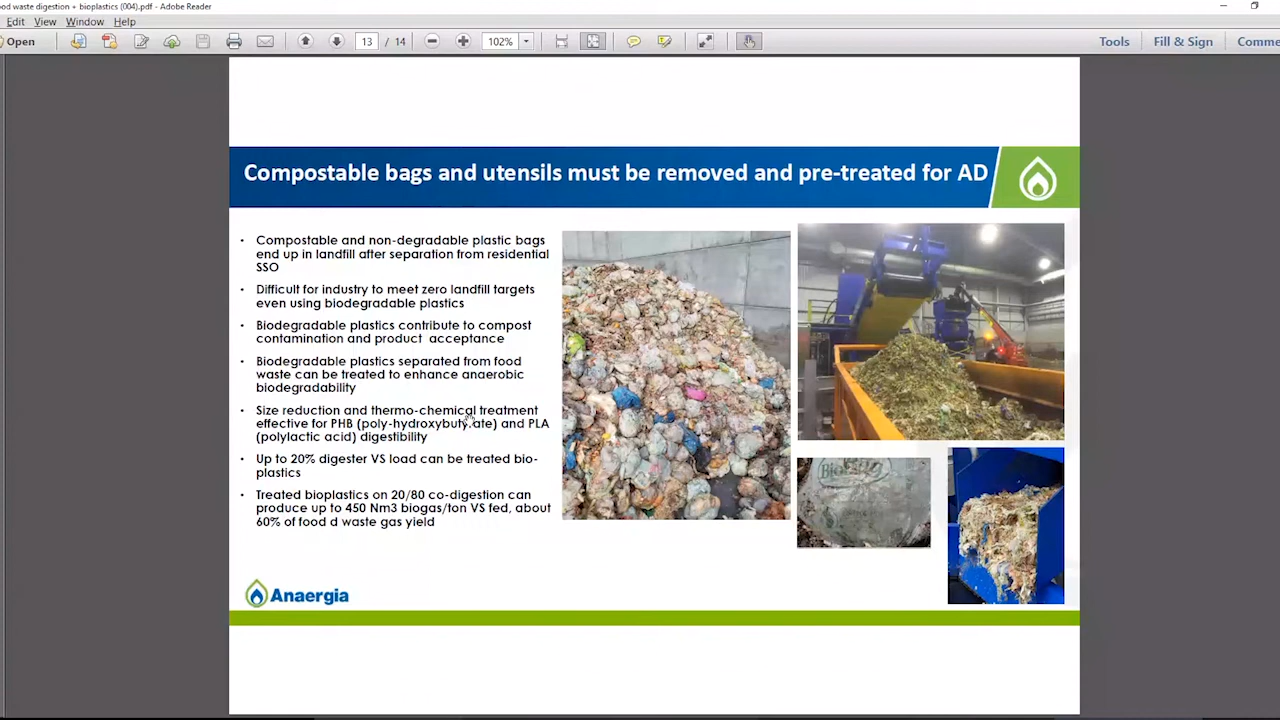 ood waste digestion + bioplastics (004).pdf - Adobe Reader
Edit View Window Help
Open 13 / 14 102% Tools Fill & Sign Comme
Compostable bags and utensils must be removed and pre-treated for AD
• Compostable and non-degradable plastic bags
end up in landfill after separation from residential
SSO
• Difficult for industry to meet zero landfill targets
even using biodegradable plastics
• Biodegradable plastics contribute to compost
contamination and product acceptance
• Biodegradable plastics separated from food
waste can be treated to enhance anaerobic
biodegradability
• Size reduction and thermo-chemical treatment
effective for PHB (poly-hydroxybutyrate) and PLA
(polylactic acid) digestibility
• Up to 20% digester VS load can be treated bio-
plastics
• Treated bioplastics on 20/80 co-digestion can
produce up to 450 Nm3 biogas/ton VS fed, about
60% of food d waste gas yield
Anaergia